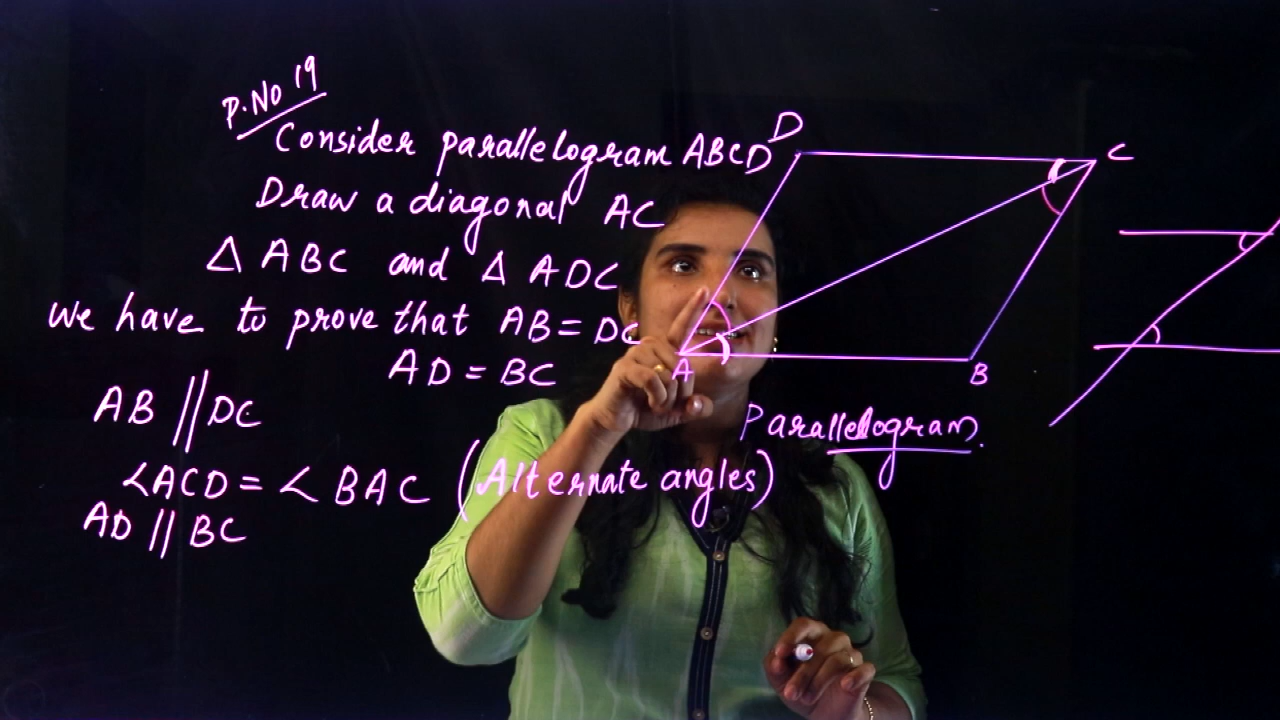 P.NO 19
Consider parallelogram ABCD
Draw a diagonal AC
Δ ABC and Δ ADC
We have to prove that AB = DC
AD = BC
AB || DC
∠ACD = ∠BAC (Alternate angles)
AD || BC
D
C
A
B
Parallelogram.